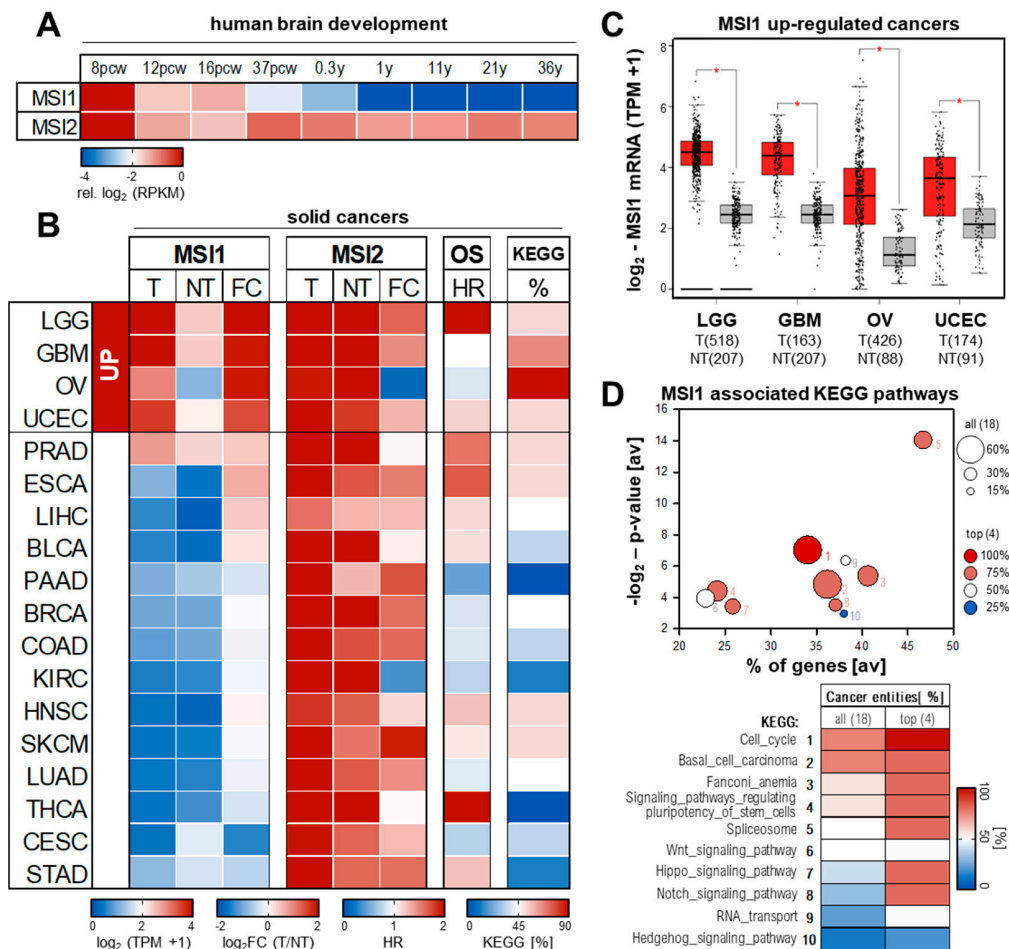 A
human brain development
8pcw 12pcw 16pcw 37pcw 0.3y 1y 11y 21y 36y
MSI1
MSI2
-4 -2 0
rel. log2 (RPKM)
B
solid cancers
MSI1 MSI2 OS KEGG
T NT FC T NT FC HR %
UP
LGG
GBM
OV
UCEC
PRAD
ESCA
LIHC
BLCA
PAAD
BRCA
COAD
KIRC
HNSC
SKCM
LUAD
THCA
CESC
STAD
0 2 4
log2 (TPM +1)
-2 0 2
log2FC (T/NT)
0 1 2
HR
0 45 90
KEGG [%]
C
MSI1 up-regulated cancers
log2 - MSI1 mRNA (TPM +1)
8
6
4
2
0
* * * *
LGG GBM OV UCEC
T(518) T(163) T(426) T(174)
NT(207) NT(207) NT(88) NT(91)
D
MSI1 associated KEGG pathways
-log2 – p-value [av]
16
14
12
10
8
6
4
2
20 25 30 35 40 45 50
% of genes [av]
5
1
9
3
2
4
6
7
8
10
all (18)
60%
30%
15%
top (4)
100%
75%
50%
25%
Cancer entities[ %]
KEGG: all (18) top (4)
Cell_cycle 1
Basal_cell_carcinoma 2
Fanconi_anemia 3
Signaling_pathways_regulating
pluripotency_of_stem_cells 4
Spliceosome 5
Wnt_signaling_pathway 6
Hippo_signaling_pathway 7
Notch_signaling_pathway 8
RNA_transport 9
Hedgehog_signaling_pathway 10
100
50
0
[%]